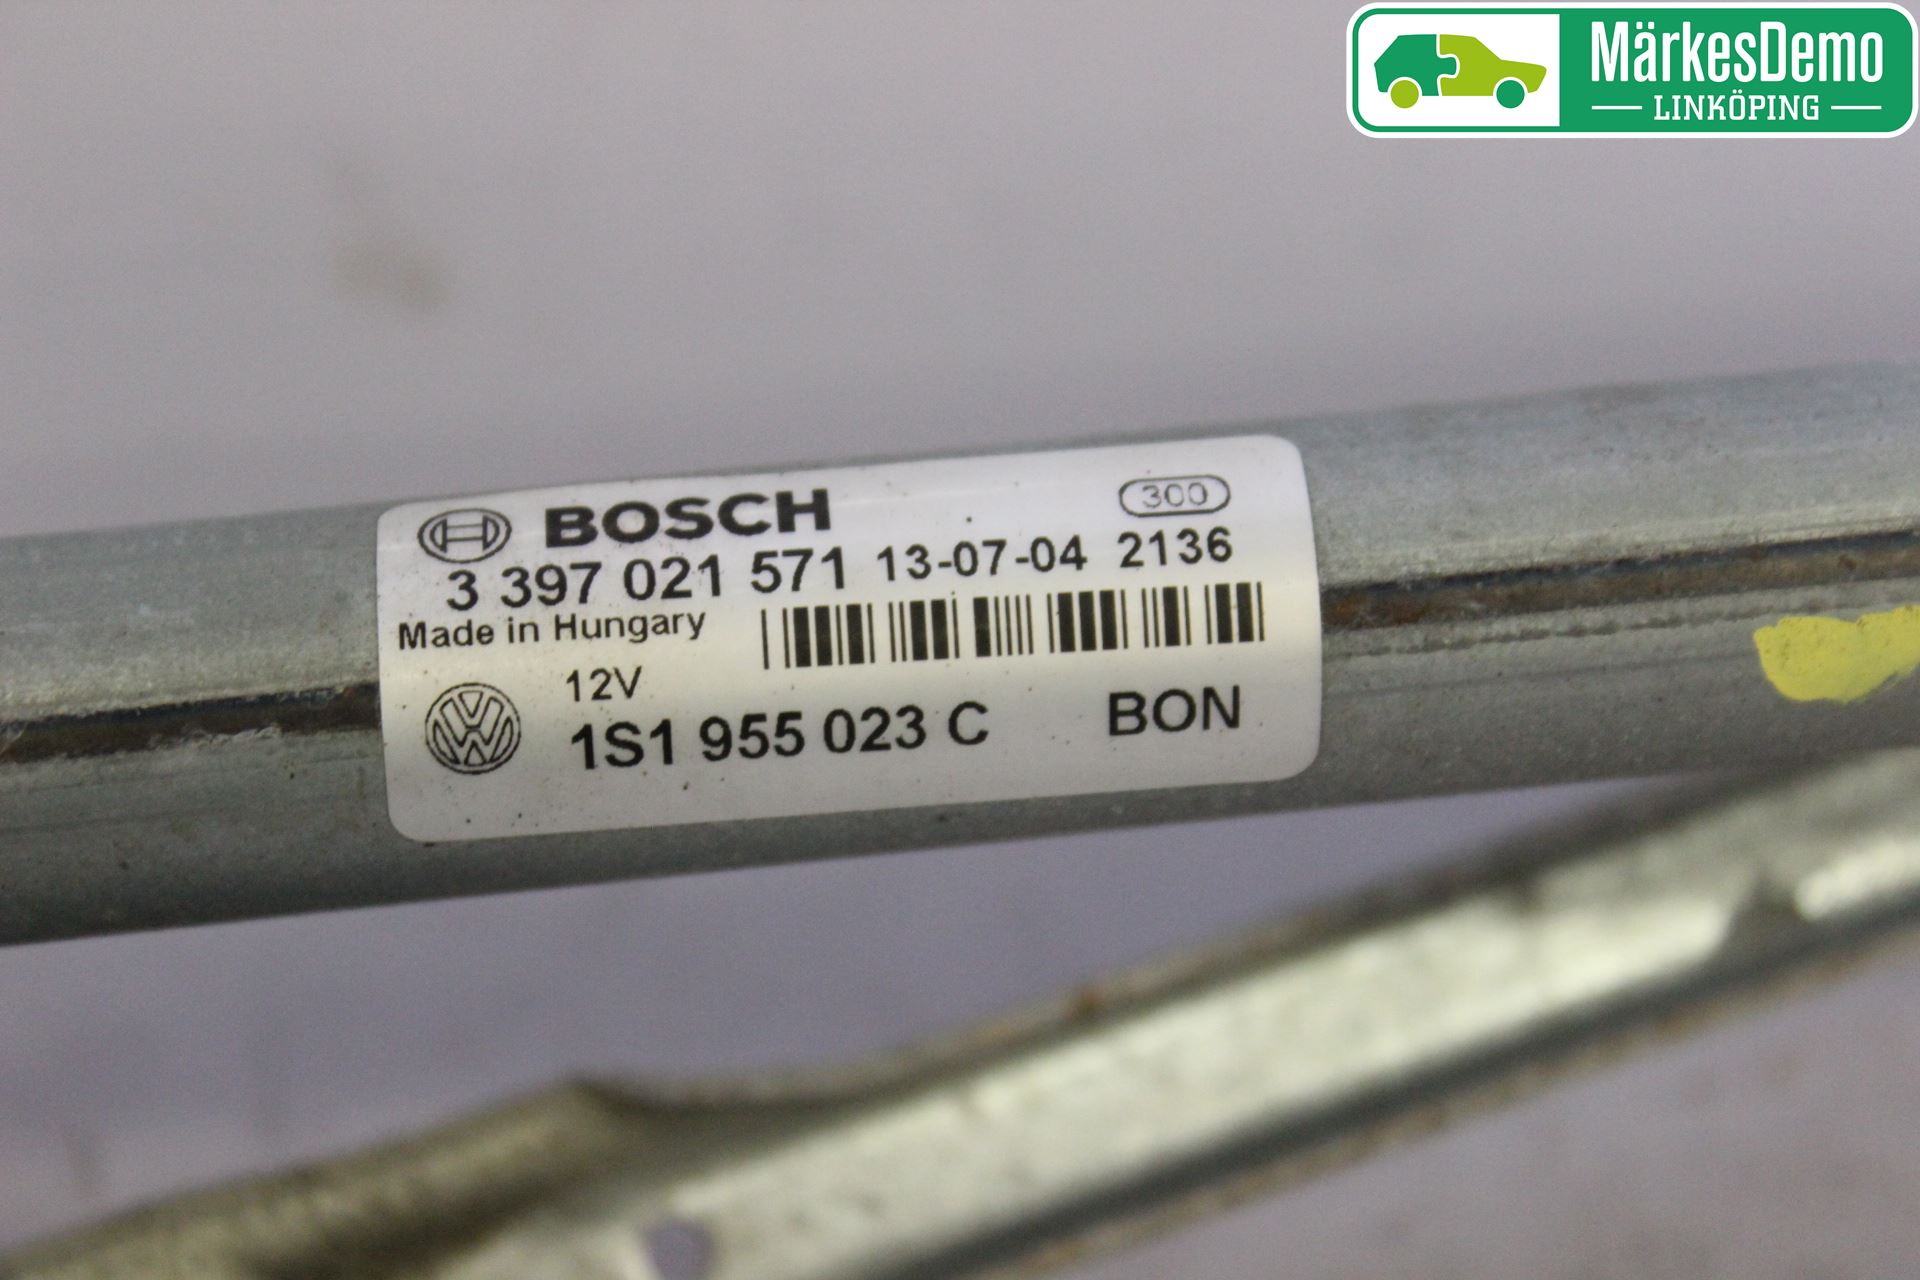 MärkesDemo
LINKÖPING
BOSCH 300
3 397 021 571 13-07-04 2136
Made in Hungary
12V
1S1 955 023 C BON